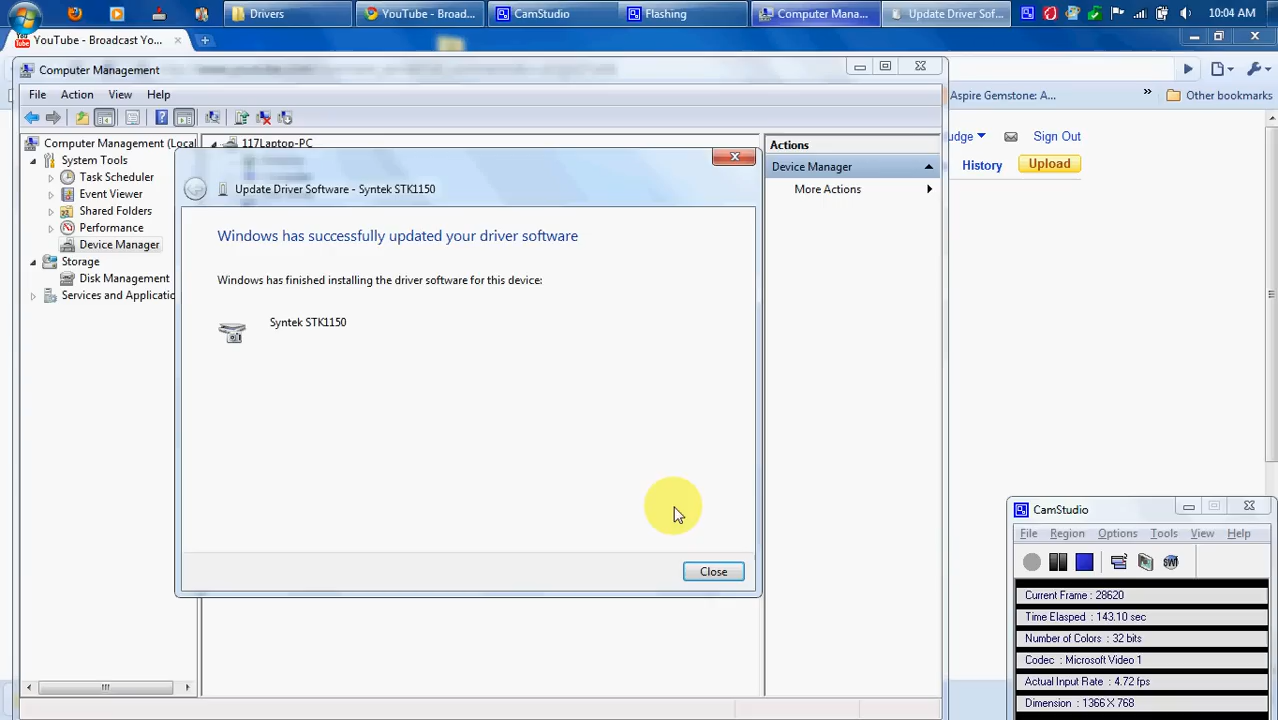 Drivers
YouTube - Broad...
CamStudio
Flashing
Computer Mana...
Update Driver Sof...
10:04 AM
YouTube - Broadcast Yo...
Computer Management
Aspire Gemstone: A...
»
Other bookmarks
File Action View Help
Computer Management (Local
System Tools
Task Scheduler
Event Viewer
Shared Folders
Performance
Device Manager
Storage
Disk Management
Services and Applicatio
117Laptop-PC
Actions
Device Manager
More Actions
Sign Out
History
Upload
Update Driver Software - Syntek STK1150
Windows has successfully updated your driver software
Windows has finished installing the driver software for this device:
Syntek STK1150
Close
CamStudio
File Region Options Tools View Help
Current Frame : 28620
Time Elasped : 143.10 sec
Number of Colors : 32 bits
Codec : Microsoft Video 1
Actual Input Rate : 4.72 fps
Dimension : 1366 X 768